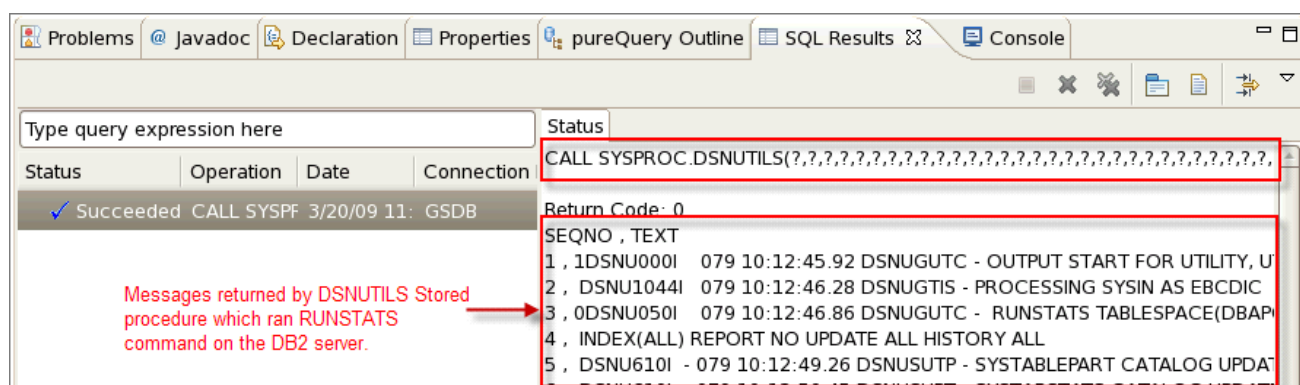 Problems @ Javadoc Declaration Properties pureQuery Outline SQL Results Console
Type query expression here
Status
Status Operation Date Connection
CALL SYSPROC.DSNUTILS(?,?,?,?,?,?,?,?,?,?,?,?,?,?,?,?,?,?,?,?,?,?,?,?,?,?,?,?,
Succeeded CALL SYSPF 3/20/09 11: GSDB
Return Code: 0
SEQNO , TEXT
1 , 1DSNU000I 079 10:12:45.92 DSNUGUTC - OUTPUT START FOR UTILITY, U
2 , DSNU1044I 079 10:12:46.28 DSNUGTIS - PROCESSING SYSIN AS EBCDIC
3 , 0DSNU050I 079 10:12:46.86 DSNUGUTC - RUNSTATS TABLESPACE(DBAP
4 , INDEX(ALL) REPORT NO UPDATE ALL HISTORY ALL
5 , DSNU610I - 079 10:12:49.26 DSNUSUTP - SYSTABLEPART CATALOG UPDAT
Messages returned by DSNUTILS Stored
procedure which ran RUNSTATS
command on the DB2 server.